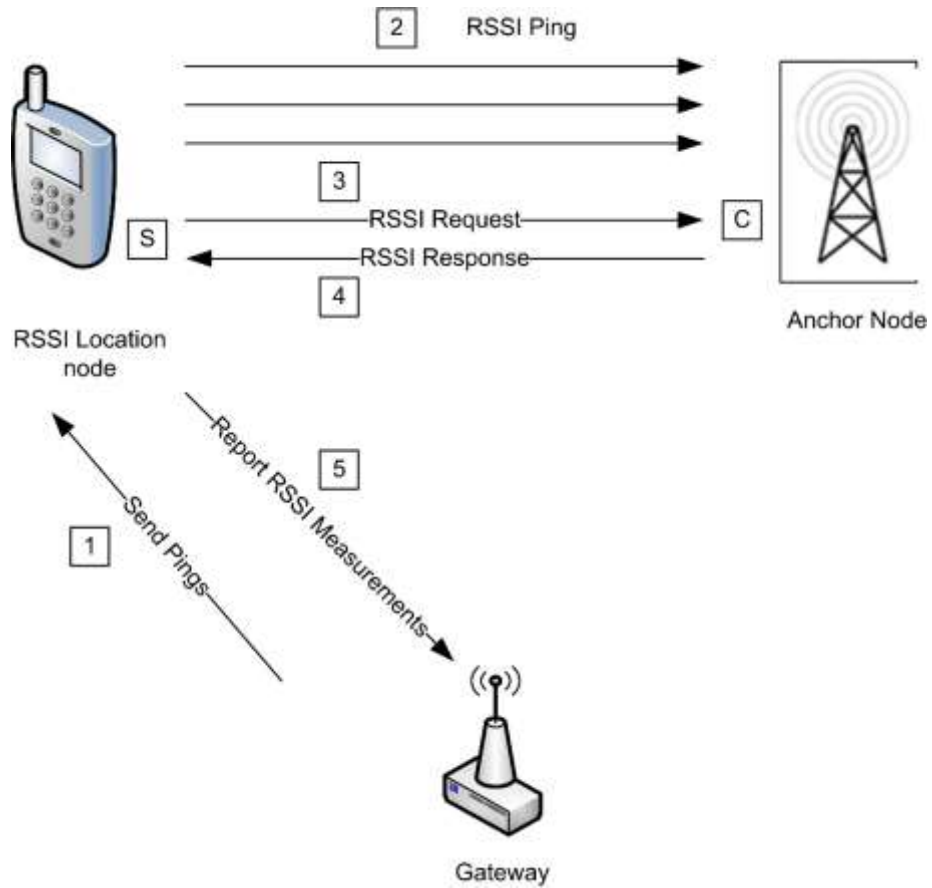 2 RSSI Ping
3
RSSI Request
S
C
RSSI Response
4
Anchor Node
RSSI Location
node
Report RSSI Measurements
5
Send Pings
1
Gateway